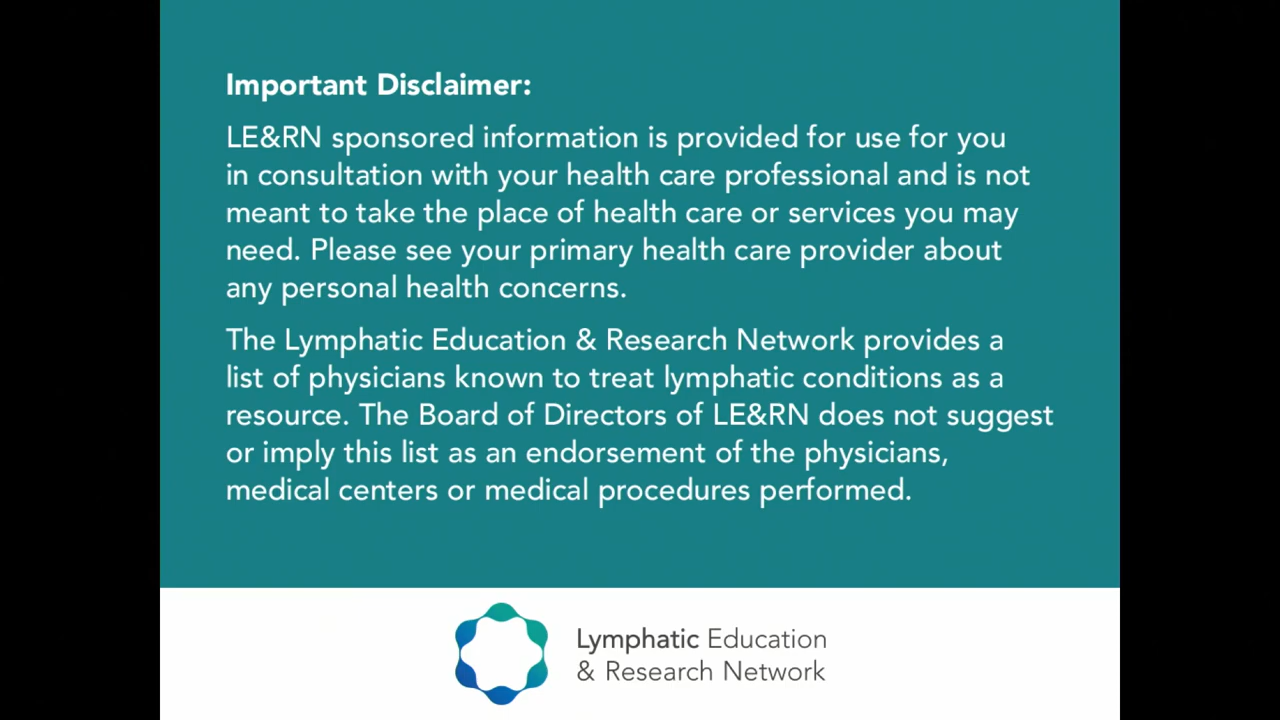 Important Disclaimer:
LE&RN sponsored information is provided for use for you
in consultation with your health care professional and is not
meant to take the place of health care or services you may
need. Please see your primary health care provider about
any personal health concerns.
The Lymphatic Education & Research Network provides a
list of physicians known to treat lymphatic conditions as a
resource. The Board of Directors of LE&RN does not suggest
or imply this list as an endorsement of the physicians,
medical centers or medical procedures performed.
Lymphatic Education
& Research Network